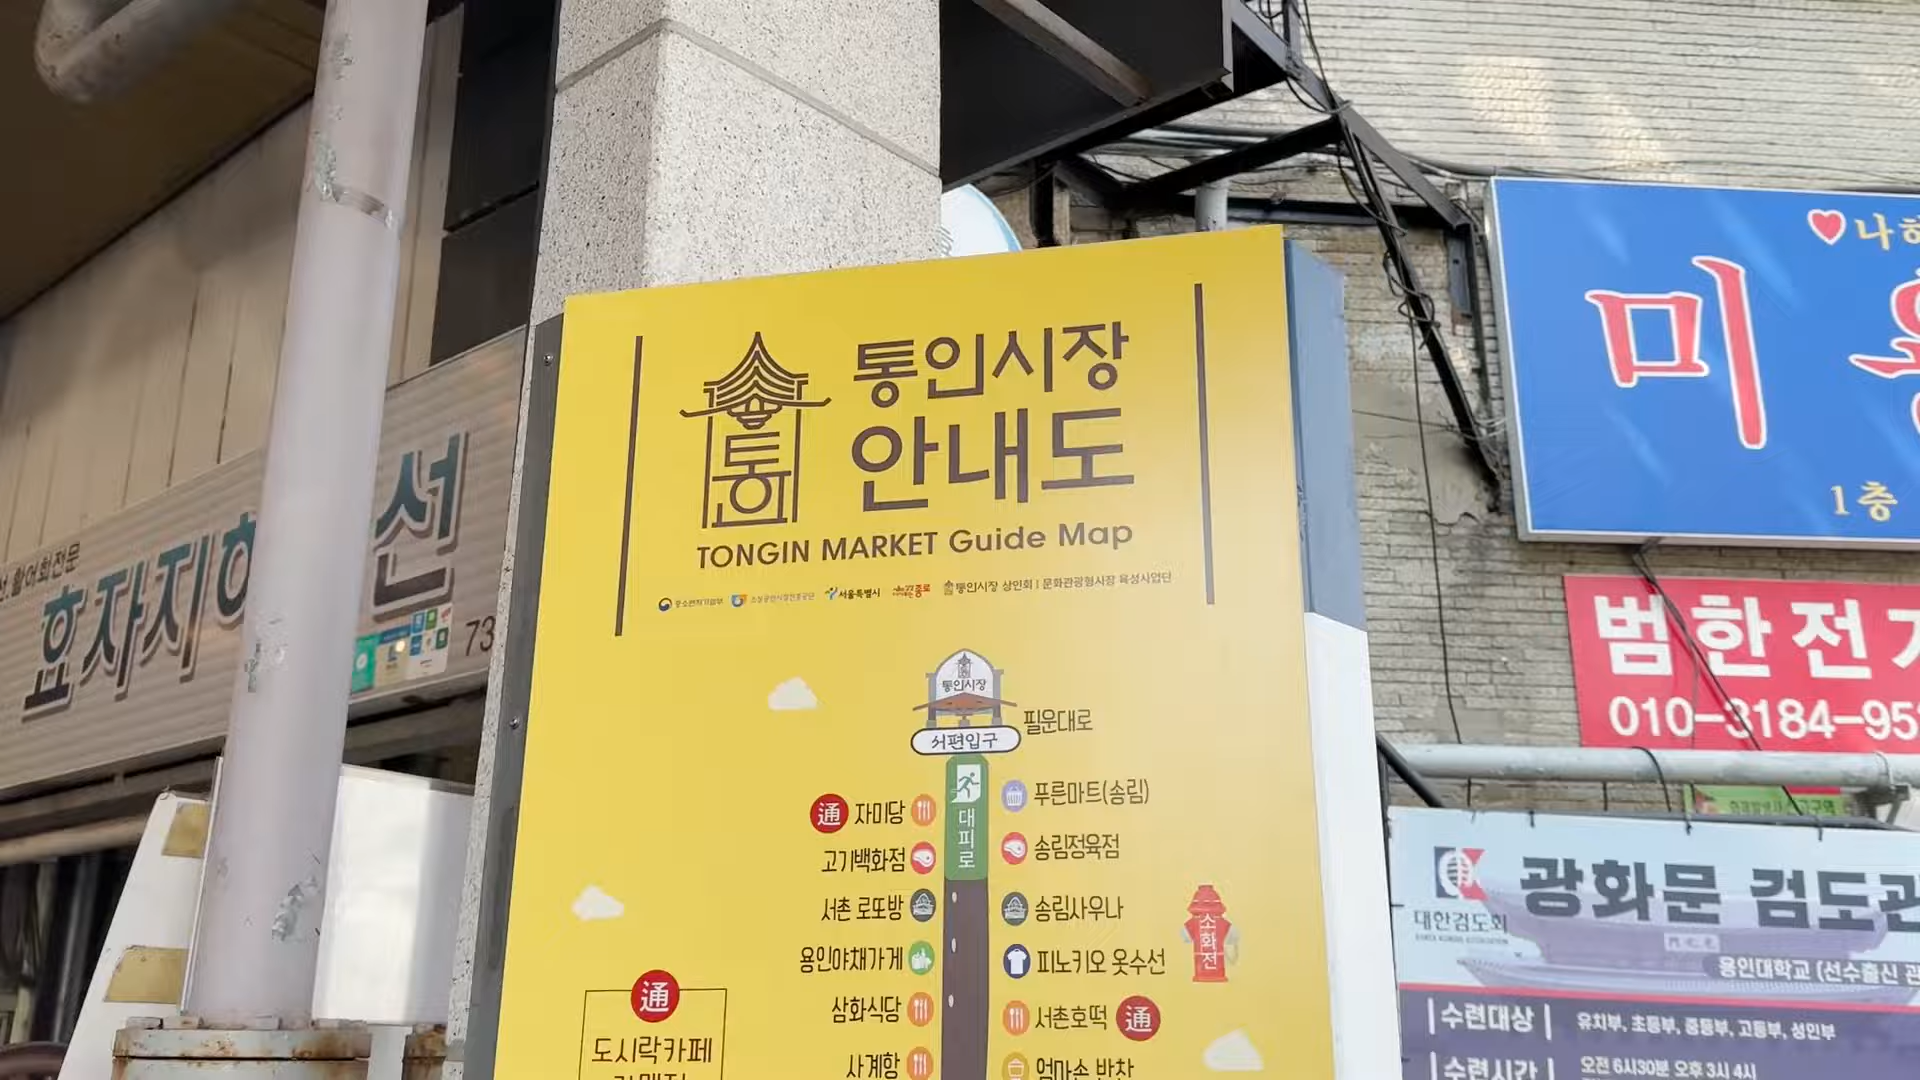 통인시장
안내도
통인
TONGIN MARKET Guide Map
중소벤처기업부
소상공인시장진흥공단
서울특별시
종로
통인시장 상인회 | 문화관광형시장 육성사업단
통인시장
서편입구
필운대로
대피로
通 자미당
고기백화점
서촌 로또방
용인야채가게
삼화식당
사계항
푸른마트(송림)
송림정육점
송림사우나
피노키오 옷수선
서촌호떡 通
엄마손 반찬
소화전
通
도시락카페
효자지
선
73
나
미
1층
범한전
010-3184-95
대한검도회
광화문 검도관
용인대학교 (선수출신 관
수련대상
유치부, 초등부, 중등부, 고등부, 성인부
수련시간
오전 6시30분 오후 3시 4시